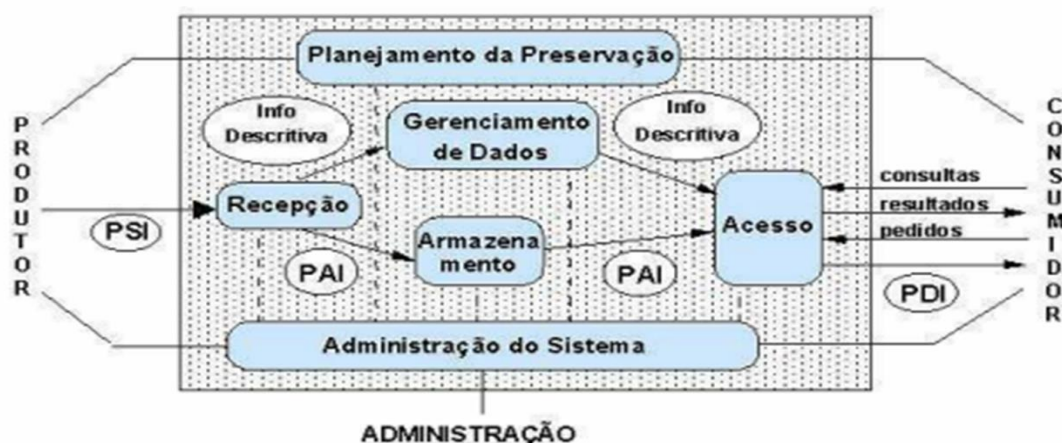 Planejamento da Preservação
Info
Descritiva
Gerenciamento
de Dados
Info
Descritiva
PRODUTOR
CONSUMIDOR
Recepção
PSI
PAI
Armazena
mento
PAI
Acesso
consultas
resultados
pedidos
PDI
Administração do Sistema
ADMINISTRAÇÃO